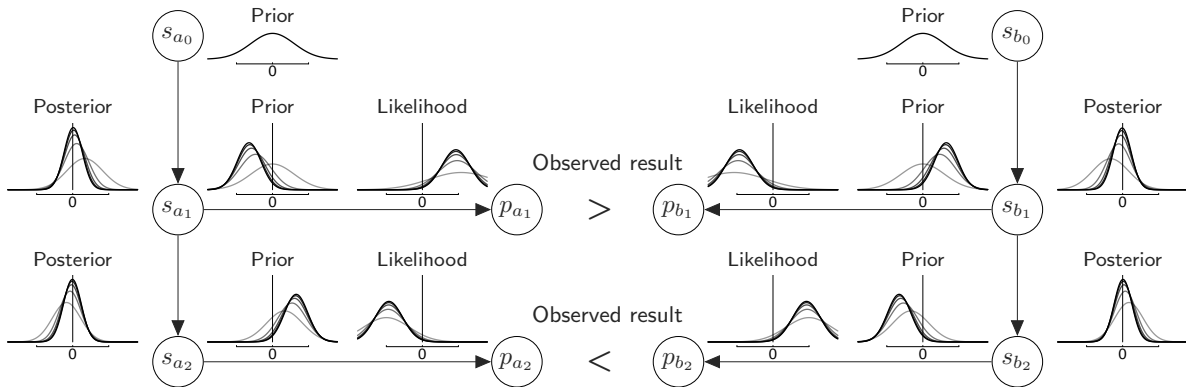 s_{a_0} Prior 0 Prior 0 s_{b_0}
Posterior Prior Likelihood Likelihood Prior Posterior
Observed result
0 0 0 0 0 0
s_{a_1} p_{a_1} > p_{b_1} s_{b_1}
Posterior Prior Likelihood Likelihood Prior Posterior
Observed result
0 0 0 0 0 0
s_{a_2} p_{a_2} < p_{b_2} s_{b_2}